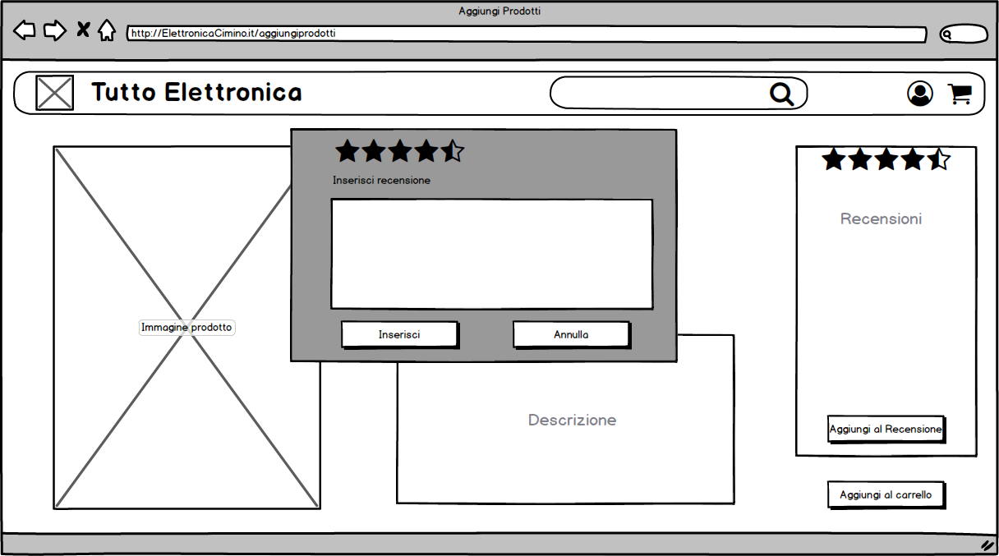 Aggiungi Prodotti
http://ElettronicaCimino.it/aggiungiprodotti
Tutto Elettronica
Inserisci recensione
Recensioni
Immagine prodotto
Inserisci
Annulla
Descrizione
Aggiungi al Recensione
Aggiungi al carrello